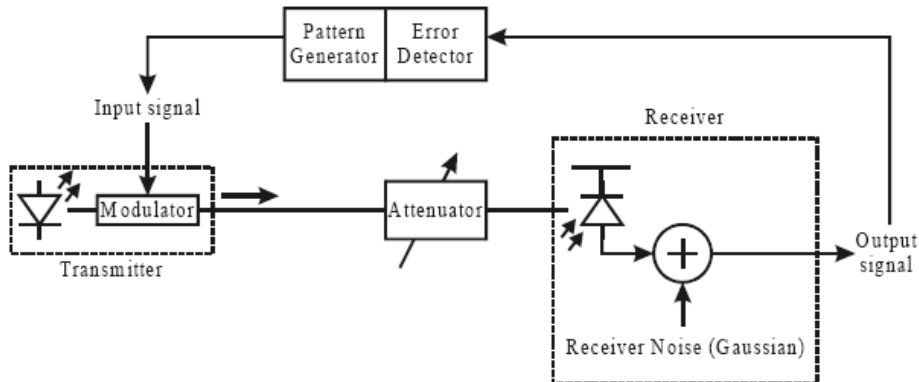 Pattern
Generator
Error
Detector
Input signal
Receiver
Modulator
Attenuator
Transmitter
Output
signal
Receiver Noise (Gaussian)